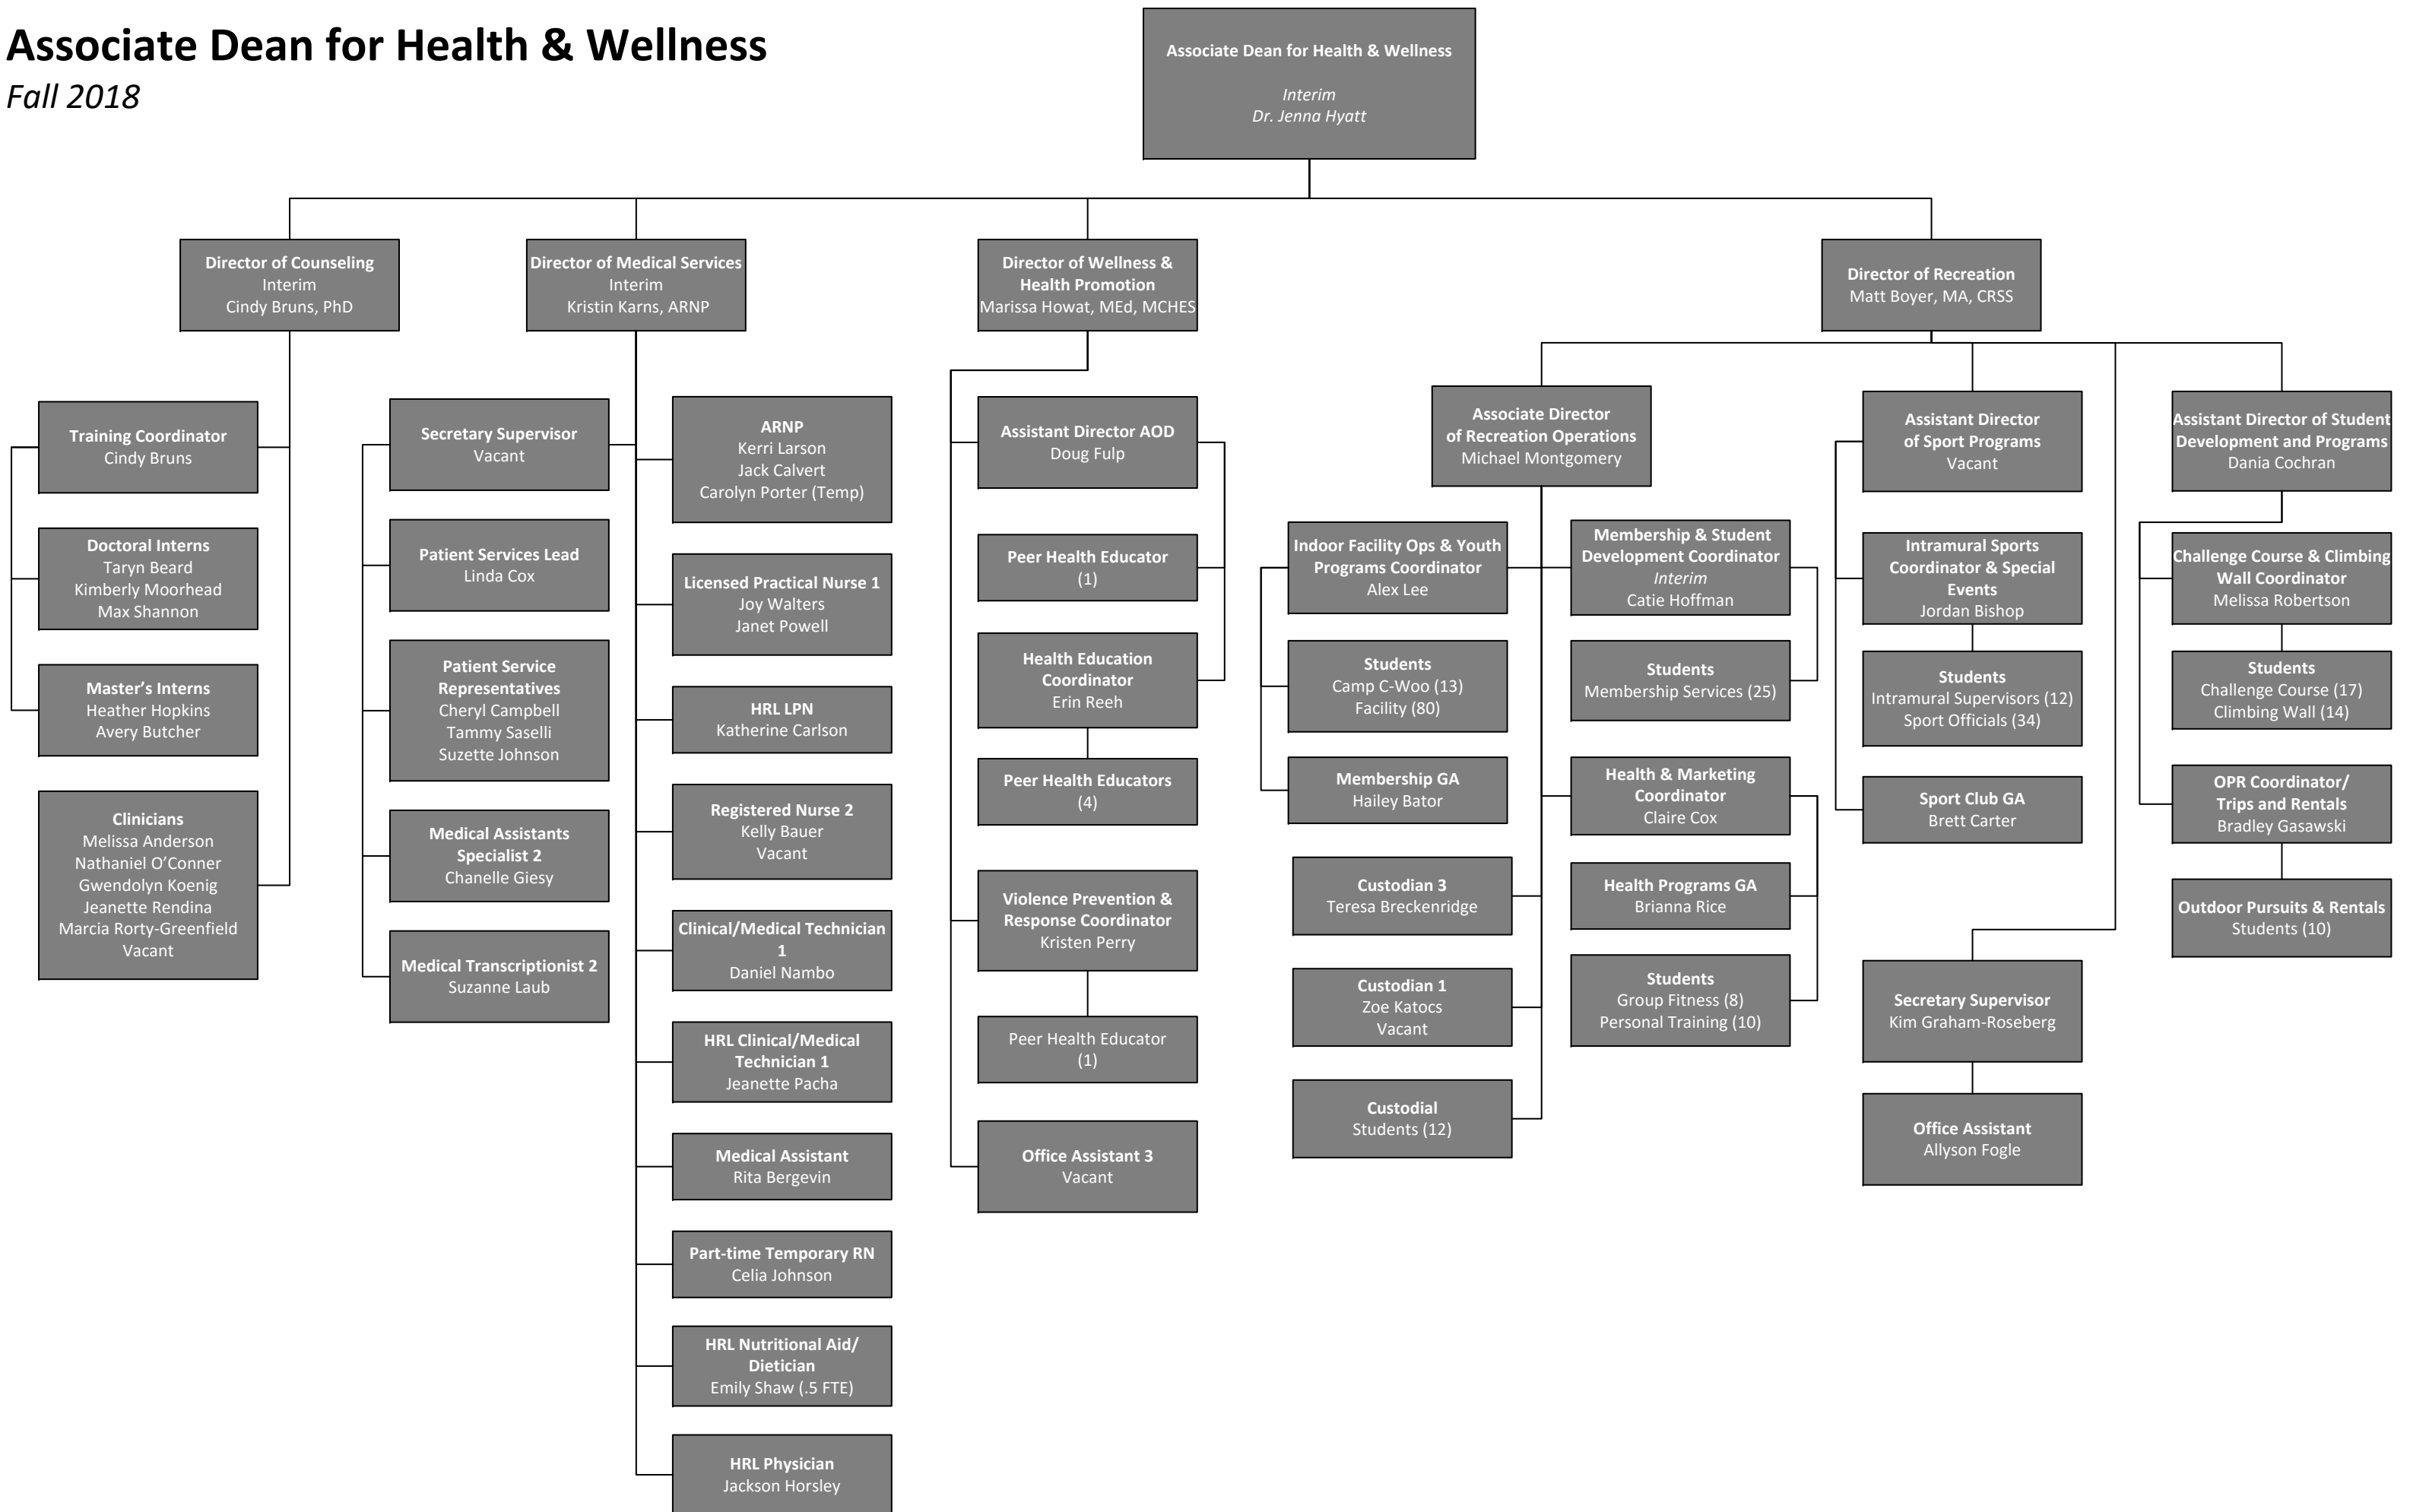 Associate Dean for Health & Wellness
Fall 2018
Associate Dean for Health & Wellness
Interim
Dr. Jenna Hyatt
Director of Counseling
Interim
Cindy Bruns, PhD
Training Coordinator
Cindy Bruns
Doctoral Interns
Taryn Beard
Kimberly Moorhead
Max Shannon
Master’s Interns
Heather Hopkins
Avery Butcher
Clinicians
Melissa Anderson
Nathaniel O’Conner
Gwendolyn Koenig
Jeanette Rendina
Marcia Rorty-Greenfield
Vacant
Director of Medical Services
Interim
Kristin Karns, ARNP
Secretary Supervisor
Vacant
Patient Services Lead
Linda Cox
Patient Service
Representatives
Cheryl Campbell
Tammy Saselli
Suzette Johnson
Medical Assistants
Specialist 2
Chanelle Giesy
Medical Transcriptionist 2
Suzanne Laub
ARNP
Kerri Larson
Jack Calvert
Carolyn Porter (Temp)
Licensed Practical Nurse 1
Joy Walters
Janet Powell
HRL LPN
Katherine Carlson
Registered Nurse 2
Kelly Bauer
Vacant
Clinical/Medical Technician
1
Daniel Nambo
HRL Clinical/Medical
Technician 1
Jeanette Pacha
Medical Assistant
Rita Bergevin
Part-time Temporary RN
Celia Johnson
HRL Nutritional Aid/
Dietician
Emily Shaw (.5 FTE)
HRL Physician
Jackson Horsley
Director of Wellness &
Health Promotion
Marissa Howat, MEd, MCHES
Assistant Director AOD
Doug Fulp
Peer Health Educator
(1)
Health Education
Coordinator
Erin Reeh
Peer Health Educators
(4)
Violence Prevention &
Response Coordinator
Kristen Perry
Peer Health Educator
(1)
Office Assistant 3
Vacant
Director of Recreation
Matt Boyer, MA, CRSS
Associate Director
of Recreation Operations
Michael Montgomery
Indoor Facility Ops & Youth
Programs Coordinator
Alex Lee
Students
Camp C-Woo (13)
Facility (80)
Membership GA
Hailey Bator
Custodian 3
Teresa Breckenridge
Custodian 1
Zoe Katocs
Vacant
Custodial
Students (12)
Membership & Student
Development Coordinator
Interim
Catie Hoffman
Students
Membership Services (25)
Health & Marketing
Coordinator
Claire Cox
Health Programs GA
Brianna Rice
Students
Group Fitness (8)
Personal Training (10)
Assistant Director
of Sport Programs
Vacant
Intramural Sports
Coordinator & Special
Events
Jordan Bishop
Students
Intramural Supervisors (12)
Sport Officials (34)
Sport Club GA
Brett Carter
Secretary Supervisor
Kim Graham-Roseberg
Office Assistant
Allyson Fogle
Assistant Director of Student
Development and Programs
Dania Cochran
Challenge Course & Climbing
Wall Coordinator
Melissa Robertson
Students
Challenge Course (17)
Climbing Wall (14)
OPR Coordinator/
Trips and Rentals
Bradley Gasawski
Outdoor Pursuits & Rentals
Students (10)